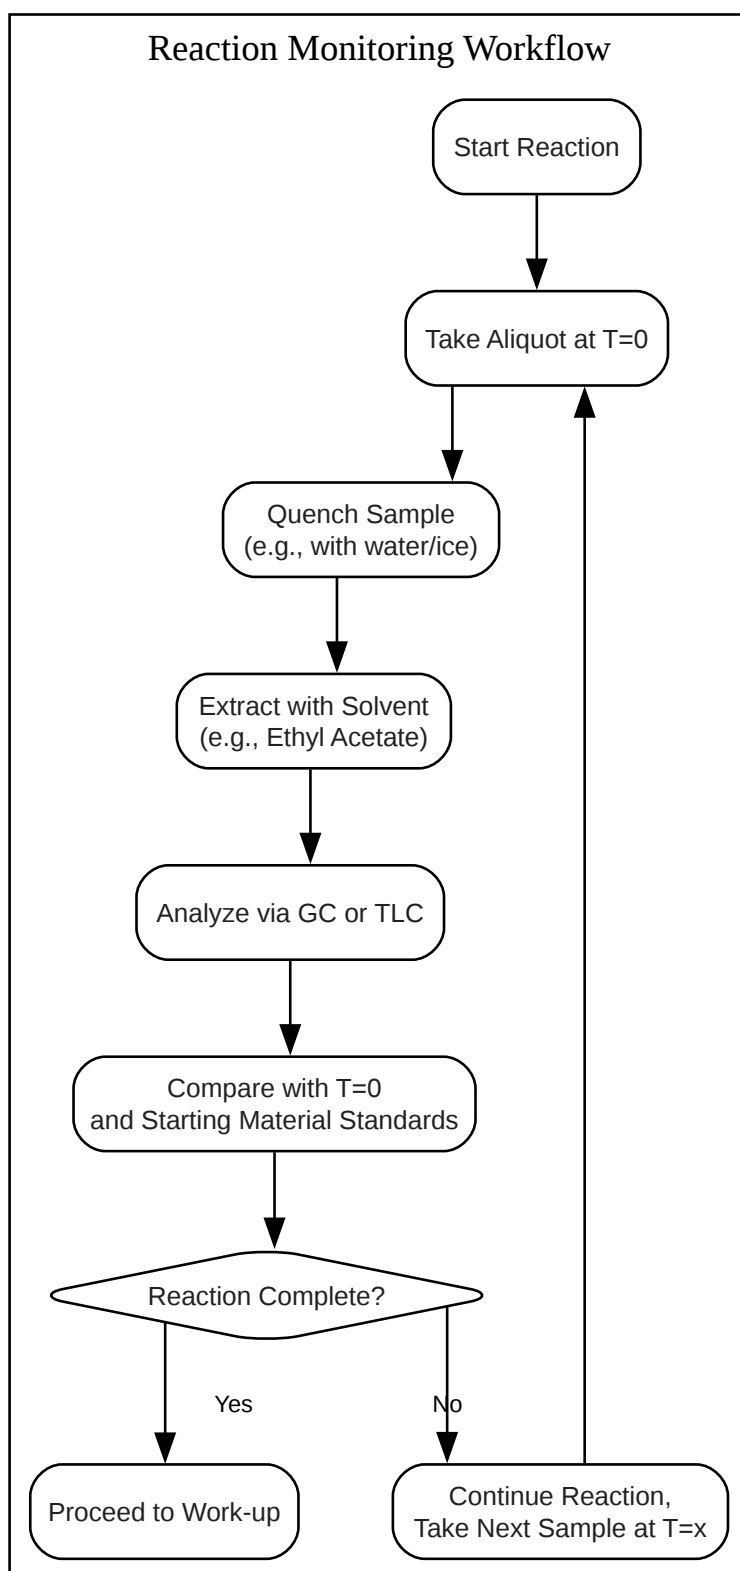 Reaction Monitoring Workflow
Start Reaction
Take Aliquot at T=0
Quench Sample
(e.g., with water/ice)
Extract with Solvent
(e.g., Ethyl Acetate)
Analyze via GC or TLC
Compare with T=0
and Starting Material Standards
Reaction Complete?
Yes
No
Proceed to Work-up
Continue Reaction,
Take Next Sample at T=x